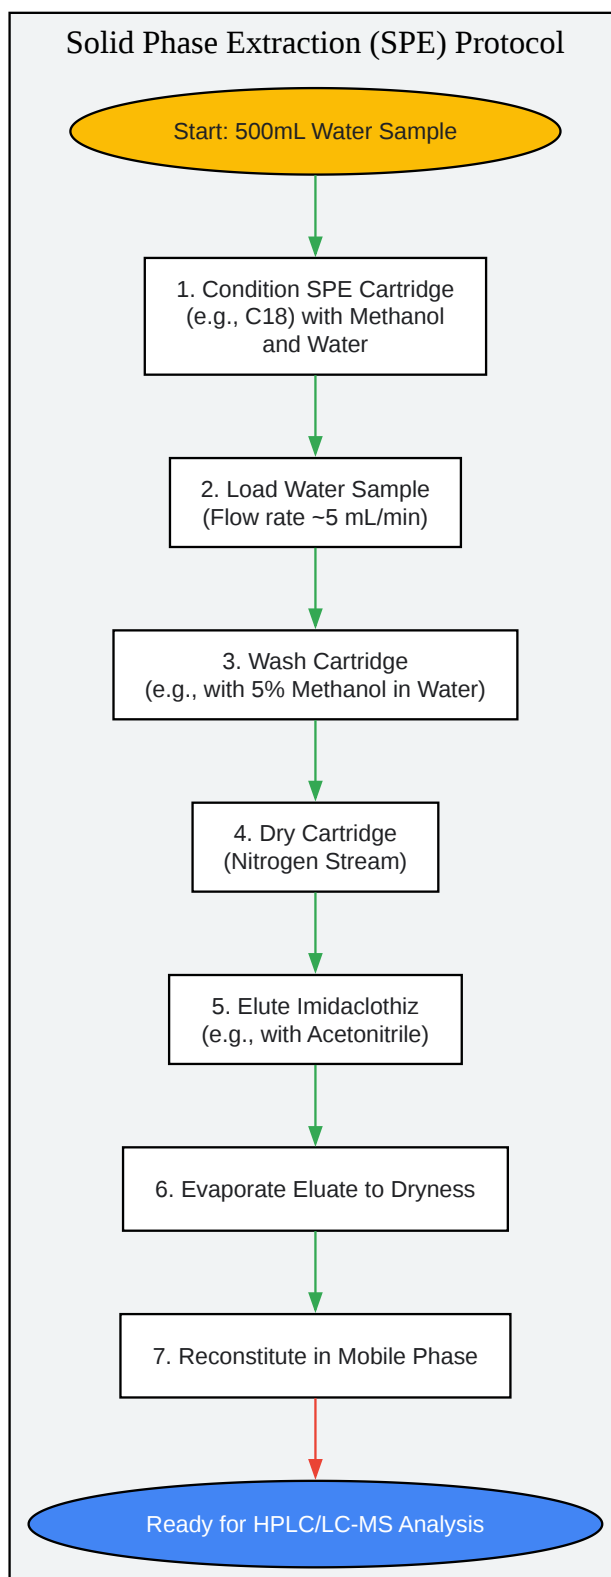 Solid Phase Extraction (SPE) Protocol
Start: 500mL Water Sample
1. Condition SPE Cartridge
(e.g., C18) with Methanol
and Water
2. Load Water Sample
(Flow rate ~5 mL/min)
3. Wash Cartridge
(e.g., with 5% Methanol in Water)
4. Dry Cartridge
(Nitrogen Stream)
5. Elute Imidaclothiz
(e.g., with Acetonitrile)
6. Evaporate Eluate to Dryness
7. Reconstitute in Mobile Phase
Ready for HPLC/LC-MS Analysis